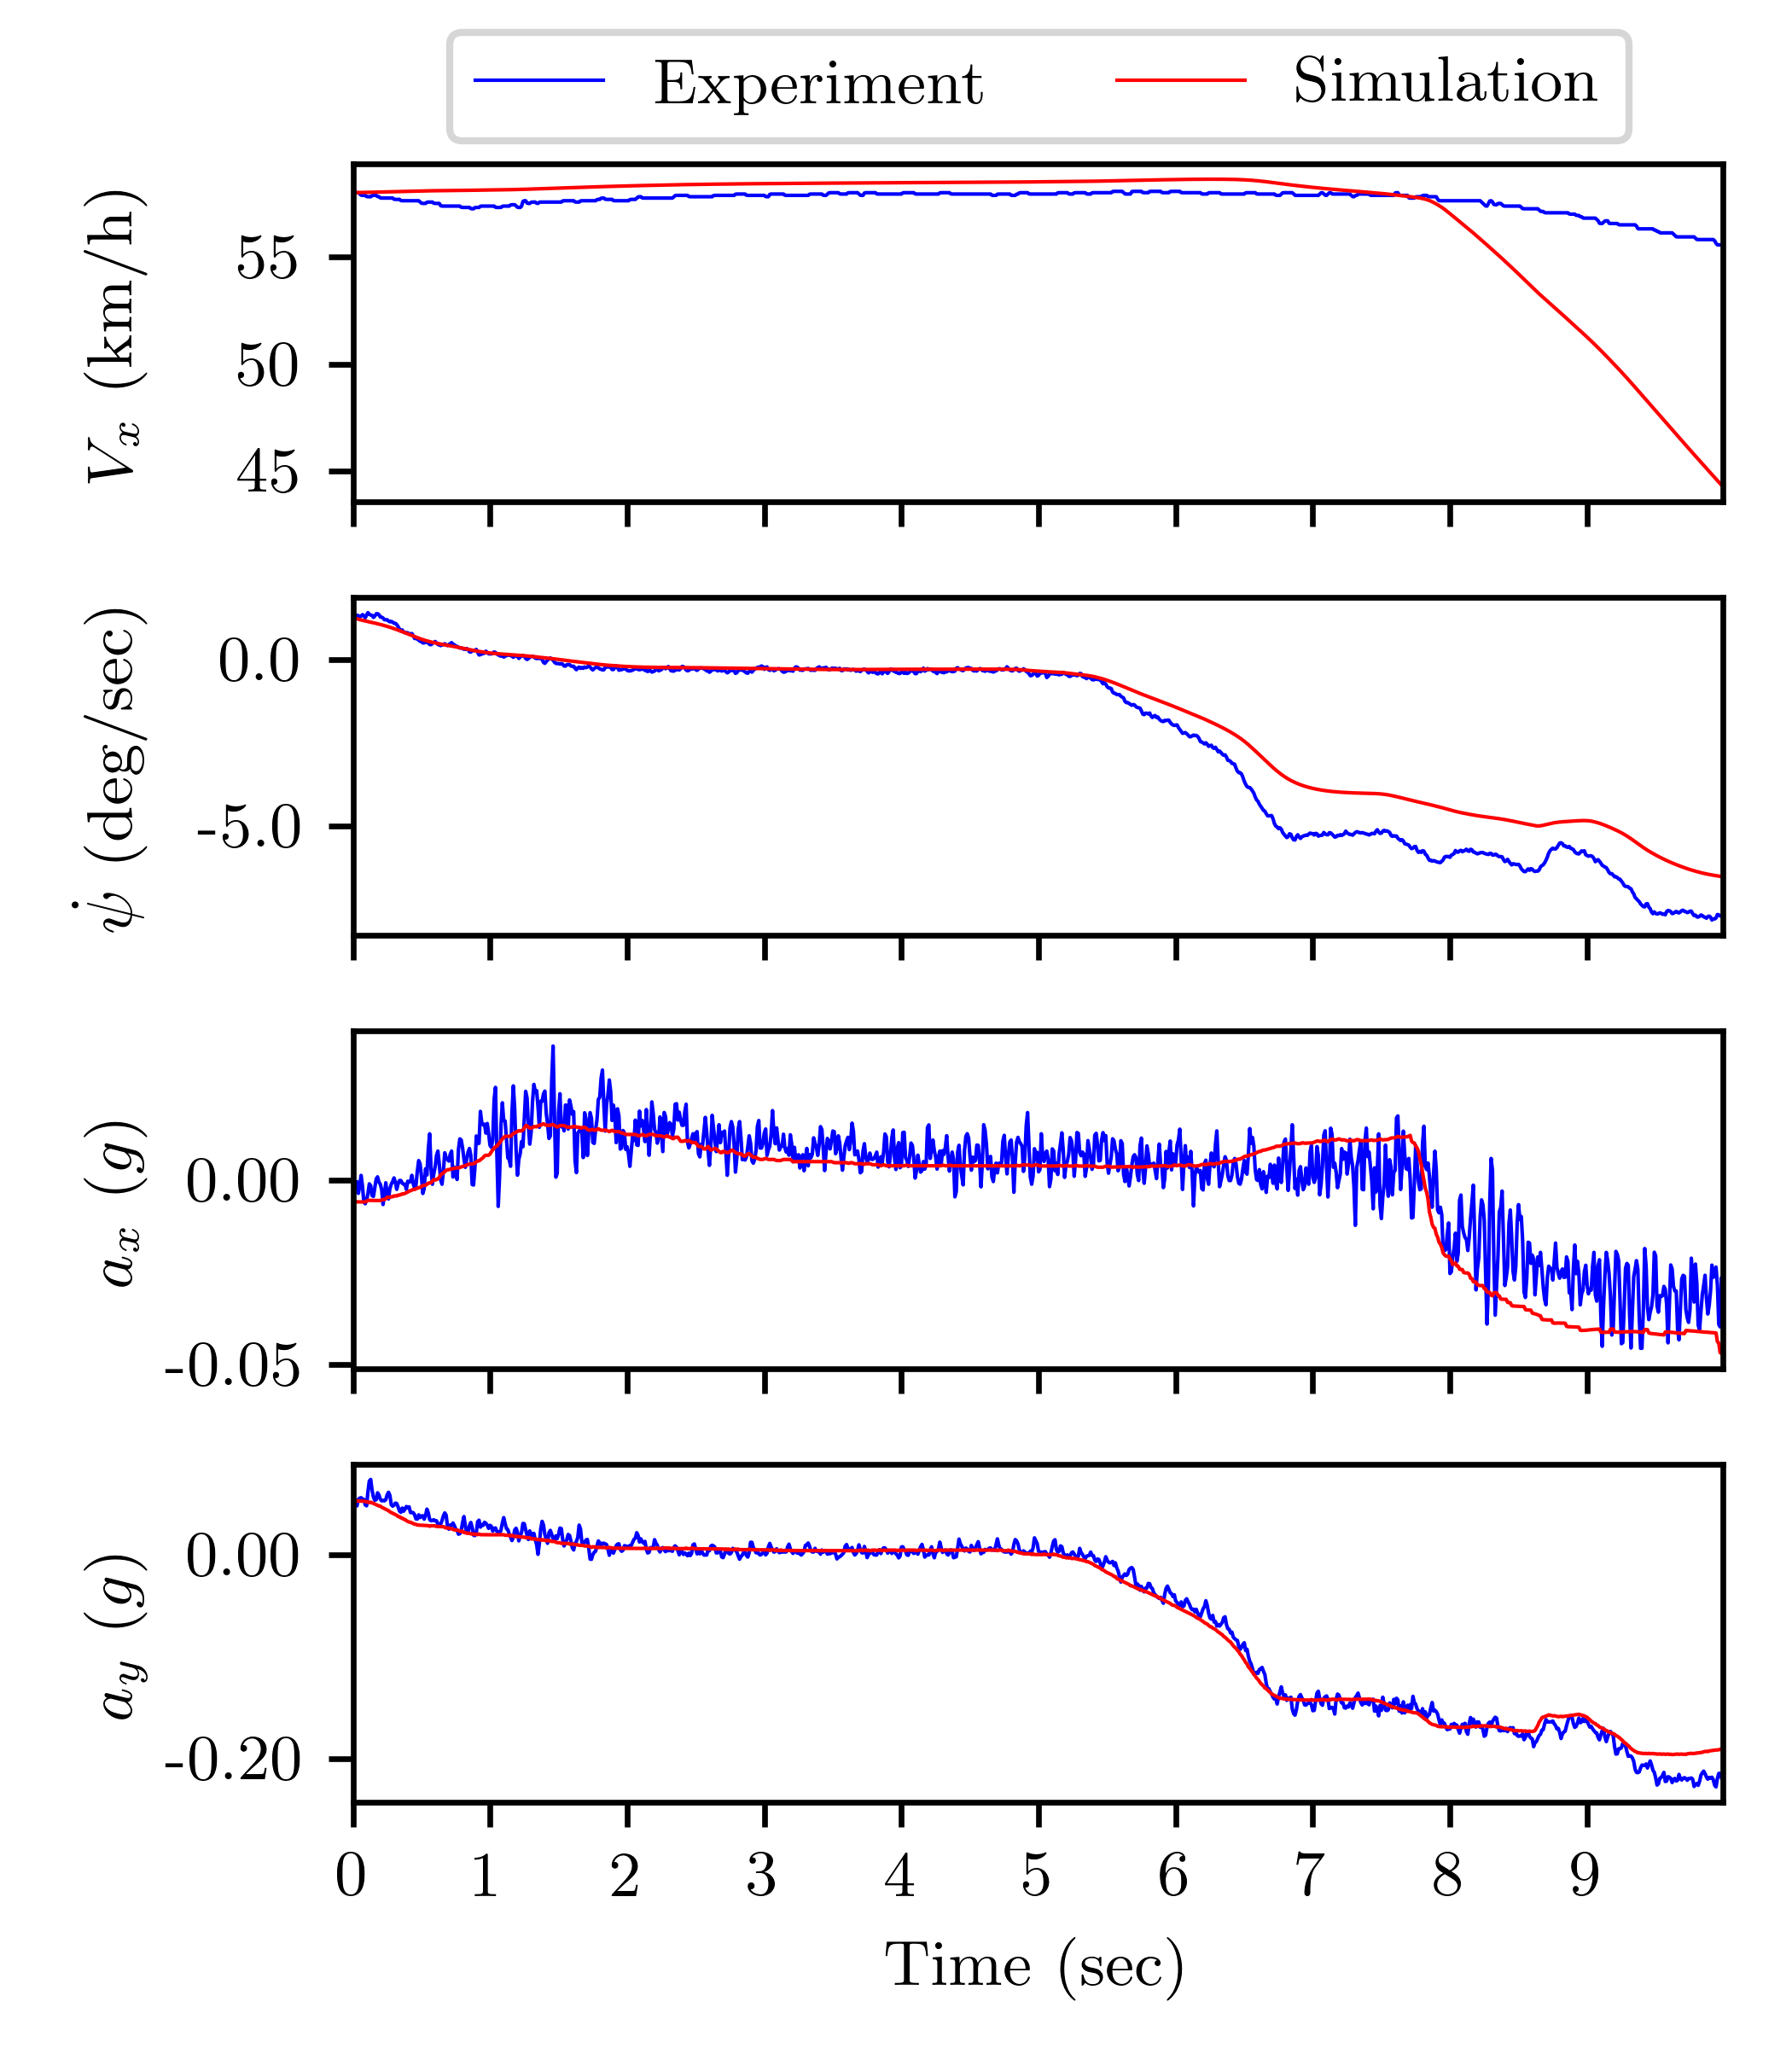 Experiment Simulation
V_x (km/h)
55
50
45
ψ̇ (deg/sec)
0.0
-5.0
a_x (g)
0.00
-0.05
a_y (g)
0.00
-0.20
0 1 2 3 4 5 6 7 8 9
Time (sec)